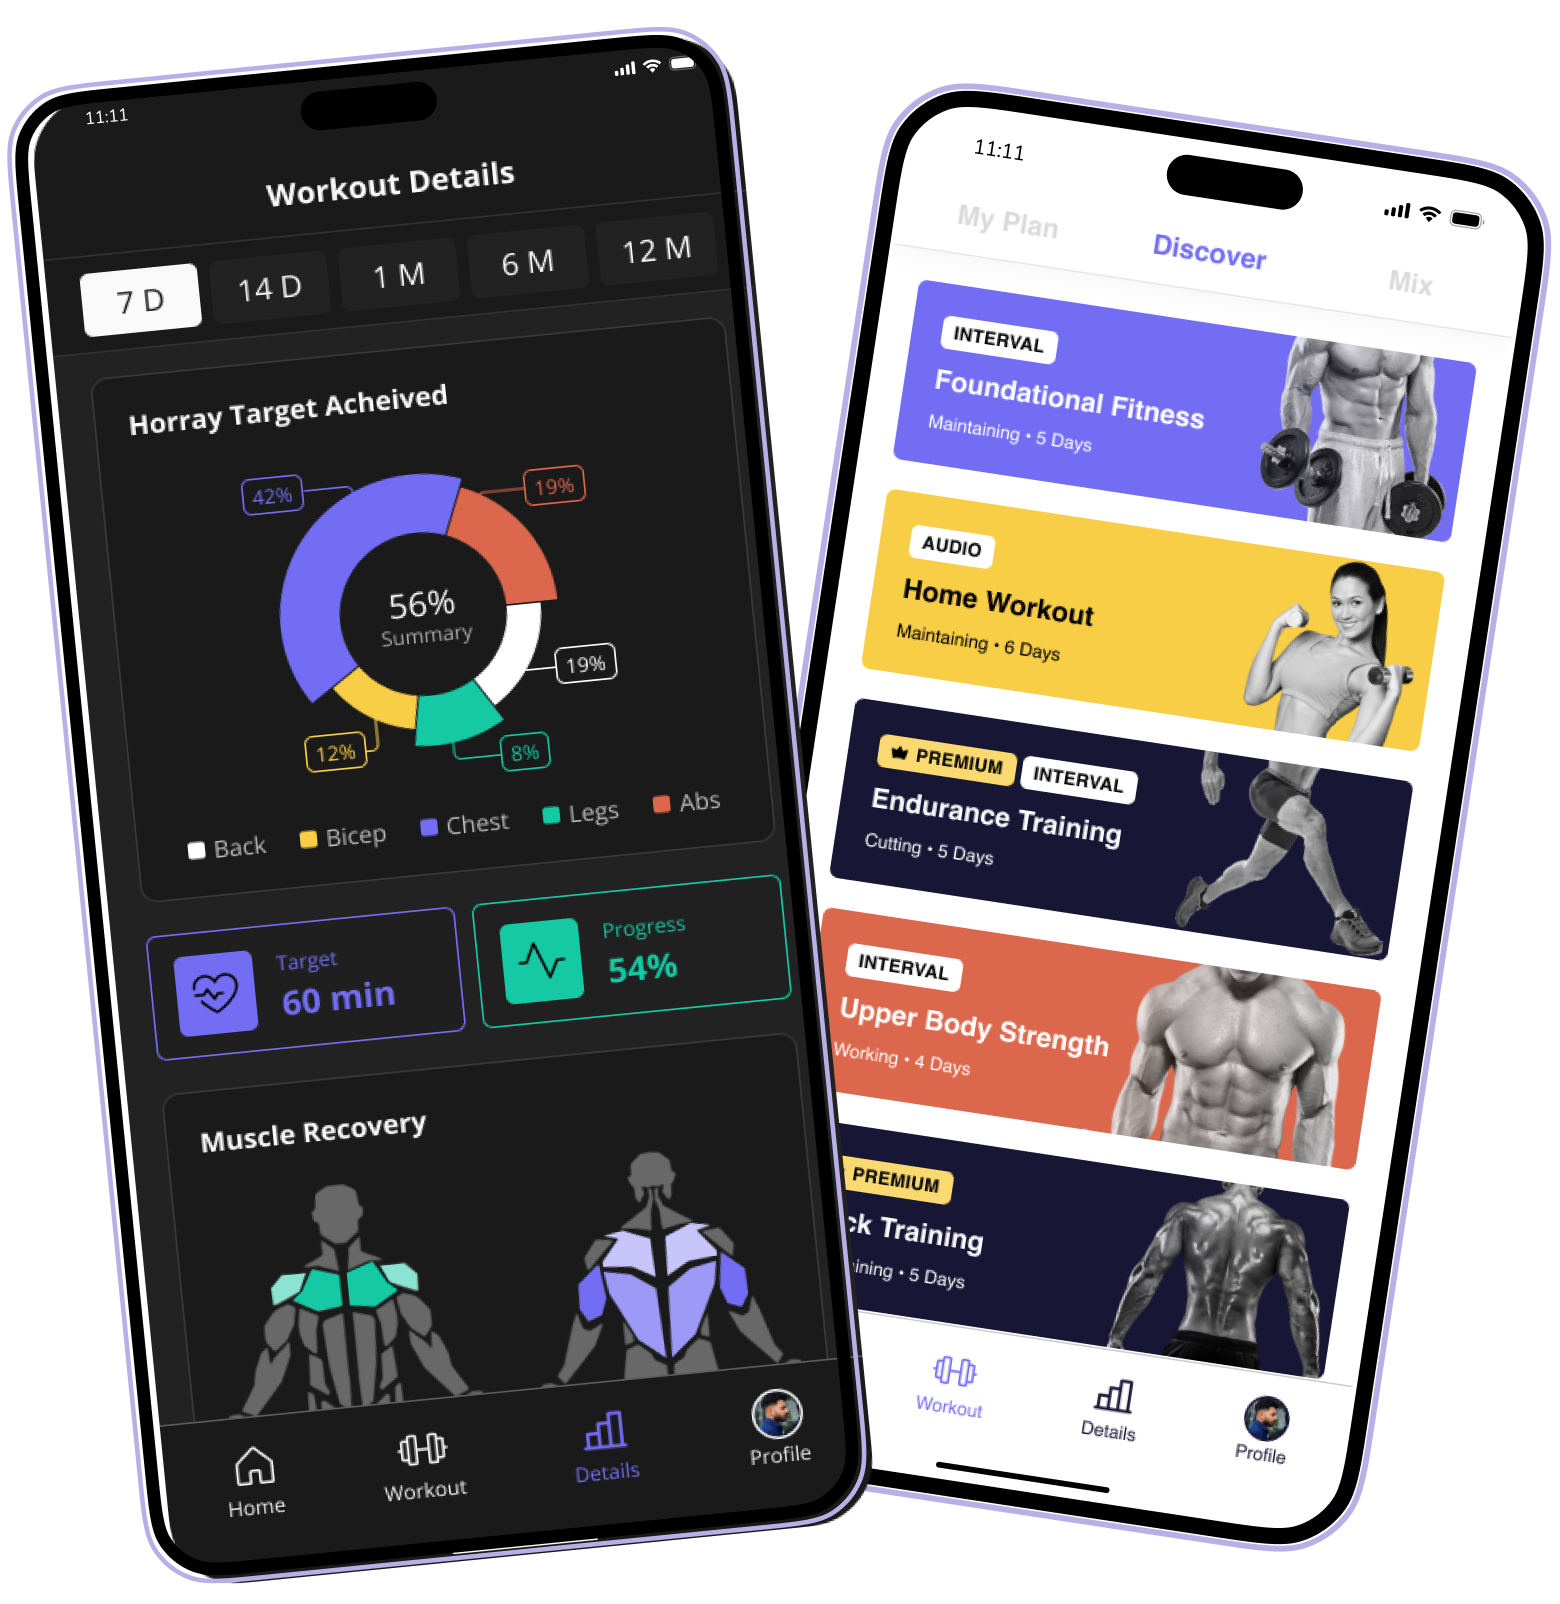 11:11
Workout Details
7 D
14 D
1 M
6 M
12 M
Horray Target Acheived
42%
19%
56%
Summary
19%
12%
8%
Back
Bicep
Chest
Legs
Abs
Target
60 min
Progress
54%
Muscle Recovery
Home
Workout
Details
Profile
11:11
My Plan
Discover
Mix
INTERVAL
Foundational Fitness
Maintaining • 5 Days
AUDIO
Home Workout
Maintaining • 6 Days
PREMIUM
INTERVAL
Endurance Training
Cutting • 5 Days
INTERVAL
Upper Body Strength
Working • 4 Days
PREMIUM
ck Training
ining • 5 Days
Workout
Details
Profile